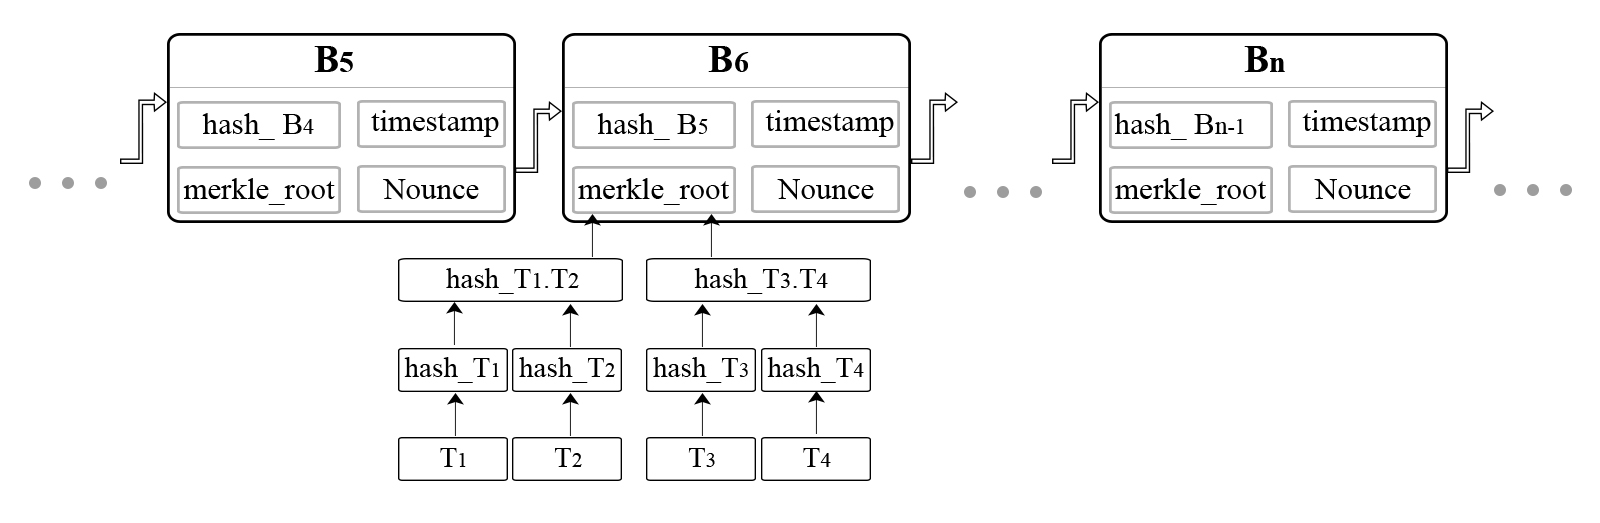 B5
hash_ B4
timestamp
merkle_root
Nounce
B6
hash_ B5
timestamp
merkle_root
Nounce
Bn
hash_ Bn-1
timestamp
merkle_root
Nounce
hash_T1.T2
hash_T3.T4
hash_T1
hash_T2
hash_T3
hash_T4
T1
T2
T3
T4